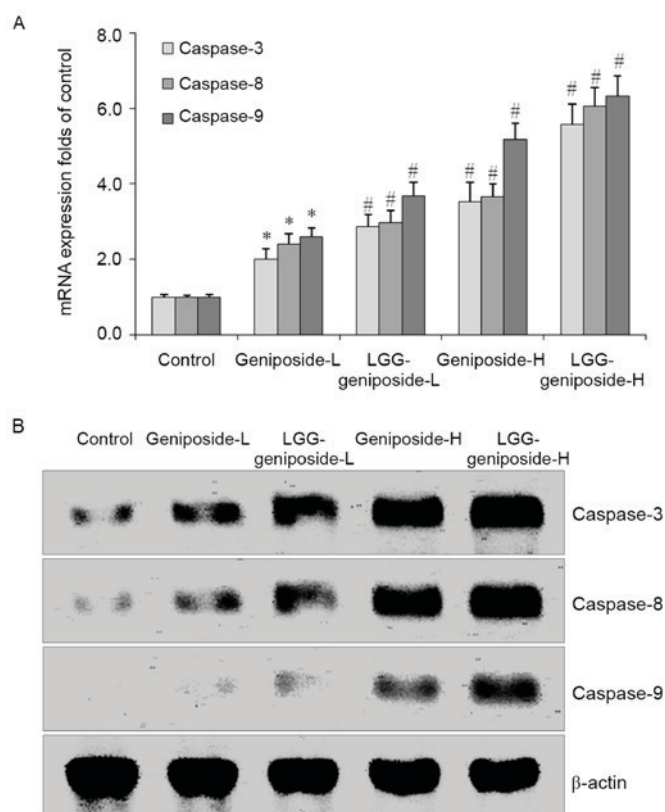 A
mRNA expression folds of control
8.0
6.0
4.0
2.0
0.0
Caspase-3
Caspase-8
Caspase-9
* * *
# # #
# # #
# # #
Control Geniposide-L LGG-geniposide-L Geniposide-H LGG-geniposide-H
B
Control Geniposide-L LGG-geniposide-L Geniposide-H LGG-geniposide-H
Caspase-3
Caspase-8
Caspase-9
β-actin